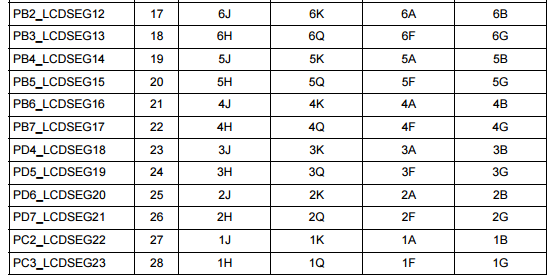 PB2_LCDSEG12 17 6J 6K 6A 6B
PB3_LCDSEG13 18 6H 6Q 6F 6G
PB4_LCDSEG14 19 5J 5K 5A 5B
PB5_LCDSEG15 20 5H 5Q 5F 5G
PB6_LCDSEG16 21 4J 4K 4A 4B
PB7_LCDSEG17 22 4H 4Q 4F 4G
PD4_LCDSEG18 23 3J 3K 3A 3B
PD5_LCDSEG19 24 3H 3Q 3F 3G
PD6_LCDSEG20 25 2J 2K 2A 2B
PD7_LCDSEG21 26 2H 2Q 2F 2G
PC2_LCDSEG22 27 1J 1K 1A 1B
PC3_LCDSEG23 28 1H 1Q 1F 1G